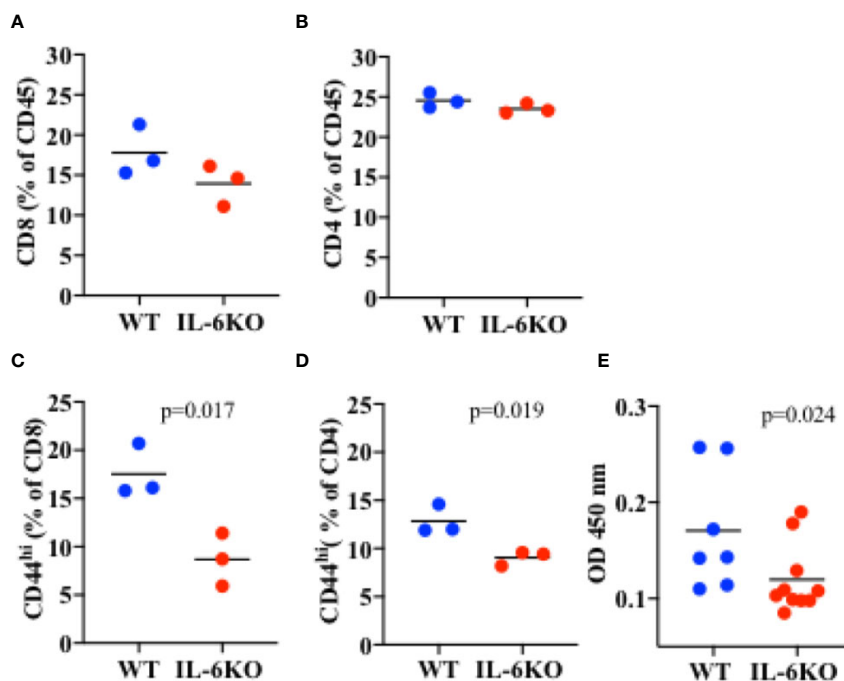 A
CD8 (% of CD45)
30
25
20
15
10
5
0
WT IL-6KO
B
CD4 (% of CD45)
30
25
20
15
10
5
0
WT IL-6KO
C
CD44hi (% of CD8)
25
20
15
10
5
0
p=0.017
WT IL-6KO
D
CD44hi( % of CD4)
25
20
15
10
5
0
p=0.019
WT IL-6KO
E
OD 450 nm
0.3
0.2
0.1
p=0.024
WT IL-6KO